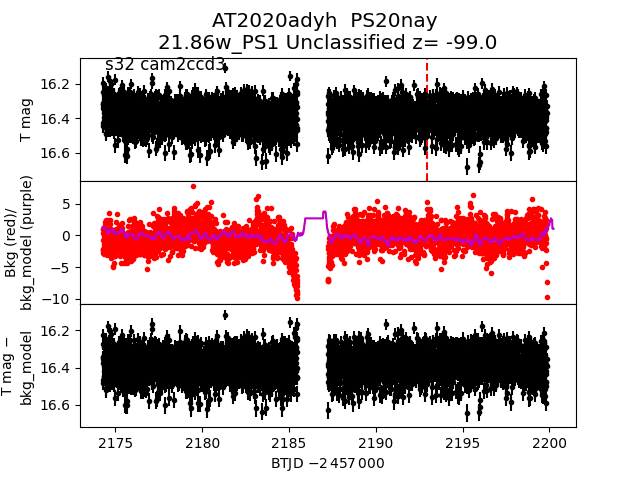 AT2020adyh PS20nay
21.86w_PS1 Unclassified z= -99.0
s32 cam2ccd3
T mag
16.2
16.4
16.6
Bkg (red)/
bkg_model (purple)
5
0
−5
−10
T mag −
bkg_model
16.2
16.4
16.6
2175
2180
2185
2190
2195
2200
BTJD −2 457 000